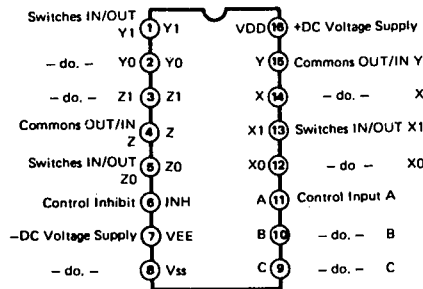 Switches IN/OUT
Y1 1 Y1 VDD 16 +DC Voltage Supply
– do. – Y0 2 Y0 Y 15 Commons OUT/IN Y
– do. – Z1 3 Z1 X 14 – do. – X
Commons OUT/IN
Z 4 Z X1 13 Switches IN/OUT X1
Switches IN/OUT
Z0 5 Z0 X0 12 – do – X0
Control Inhibit 6 INH A 11 Control Input A
–DC Voltage Supply 7 VEE B 10 – do. – B
– do. – 8 Vss C 9 – do. – C